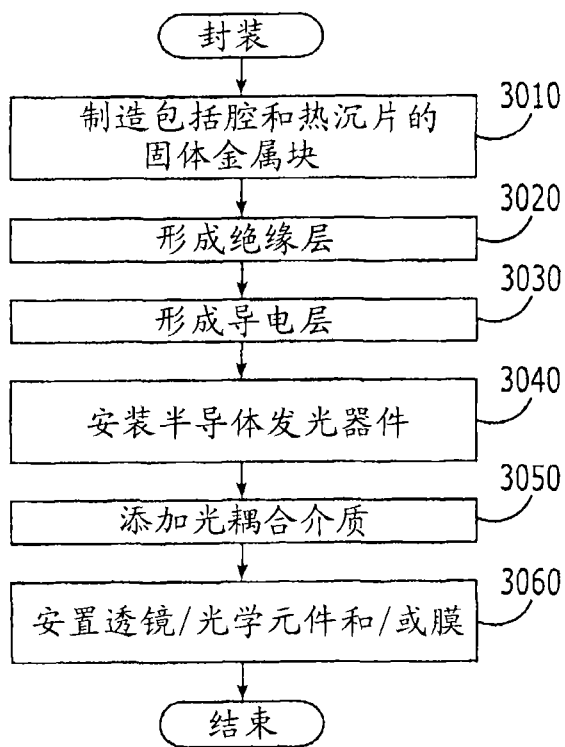 封装
制造包括腔和热沉片的
固体金属块
3010
形成绝缘层
3020
形成导电层
3030
安装半导体发光器件
3040
添加光耦合介质
3050
安置透镜/光学元件和/或膜
3060
结束